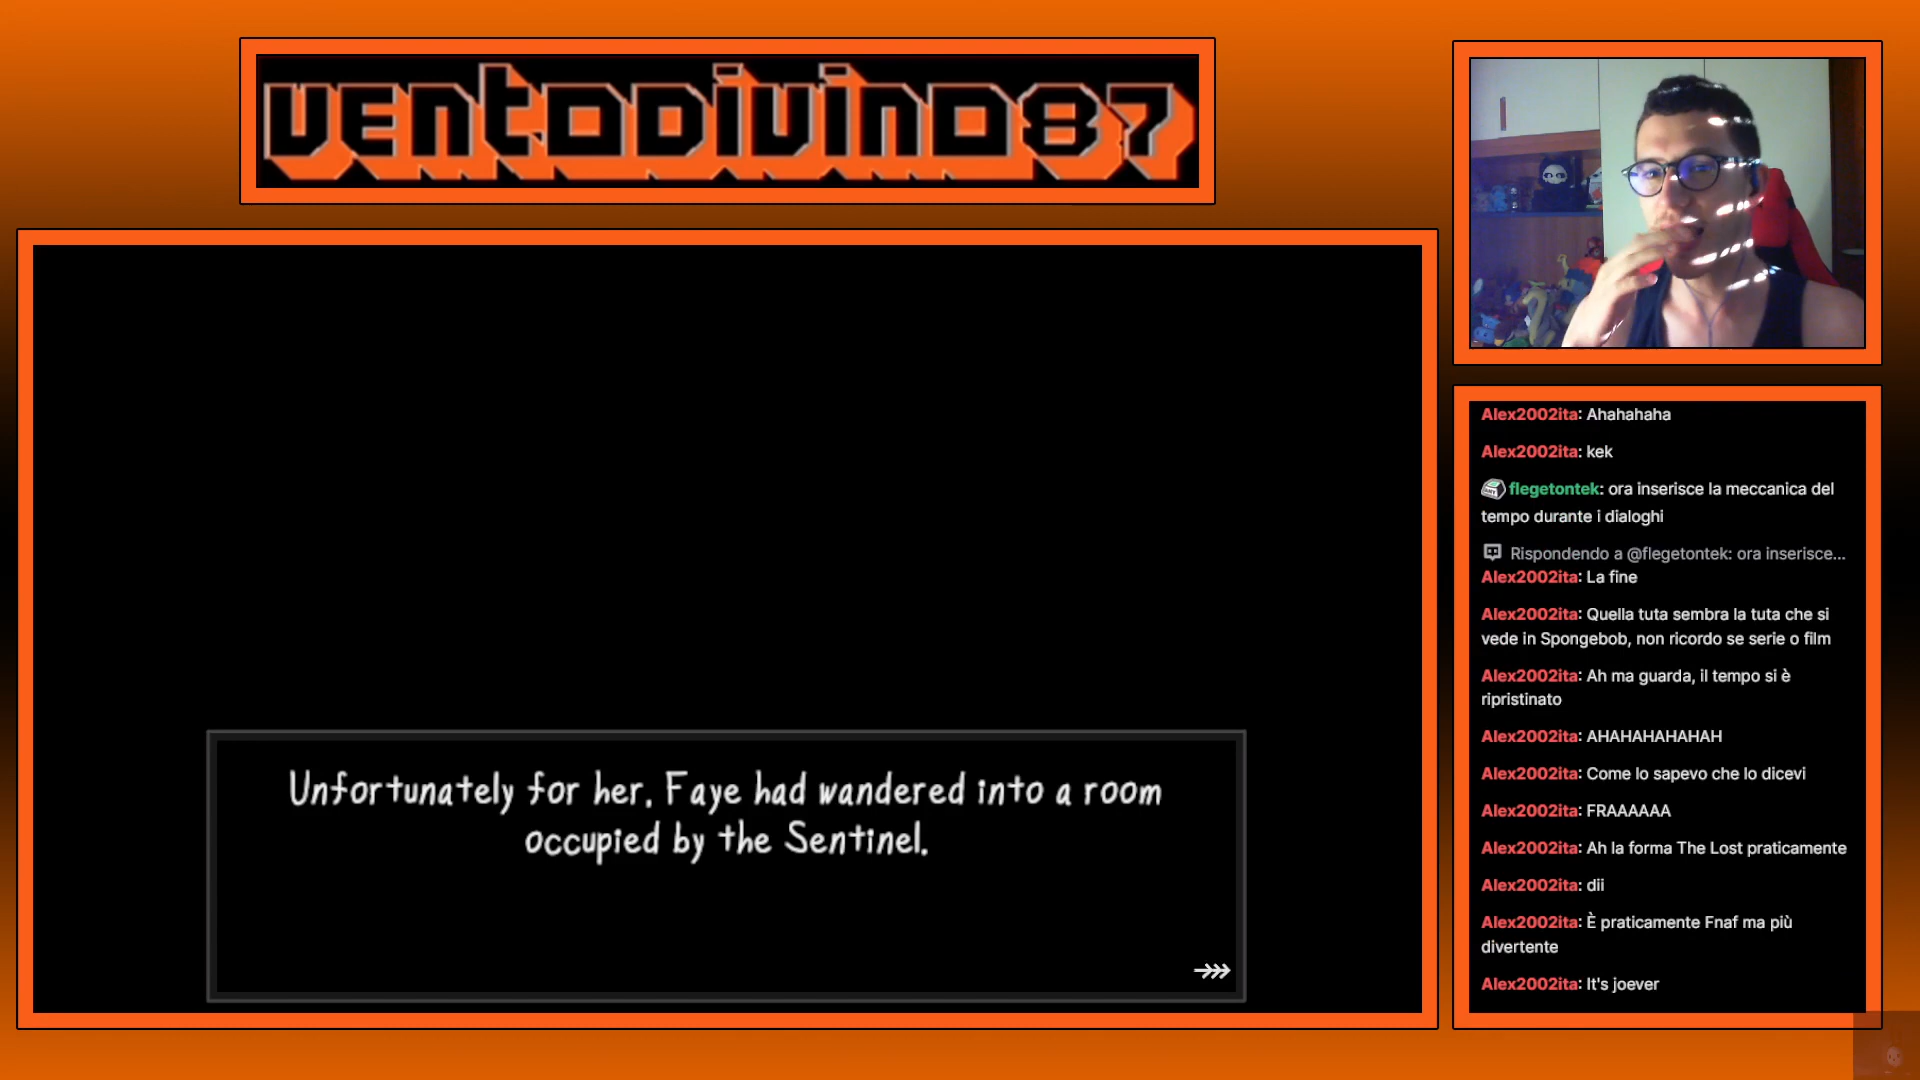 ventodivino87
Unfortunately for her, Faye had wandered into a room
occupied by the Sentinel.
Alex2002ita: Ahahahaha
Alex2002ita: kek
flegetontek: ora inserisce la meccanica del
tempo durante i dialoghi
Rispondendo a @flegetontek: ora inserisce...
Alex2002ita: La fine
Alex2002ita: Quella tuta sembra la tuta che si
vede in Spongebob, non ricordo se serie o film
Alex2002ita: Ah ma guarda, il tempo si è
ripristinato
Alex2002ita: AHAHAHAHAHAH
Alex2002ita: Come lo sapevo che lo dicevi
Alex2002ita: FRAAAAAA
Alex2002ita: Ah la forma The Lost praticamente
Alex2002ita: dii
Alex2002ita: È praticamente Fnaf ma più
divertente
Alex2002ita: It's joever